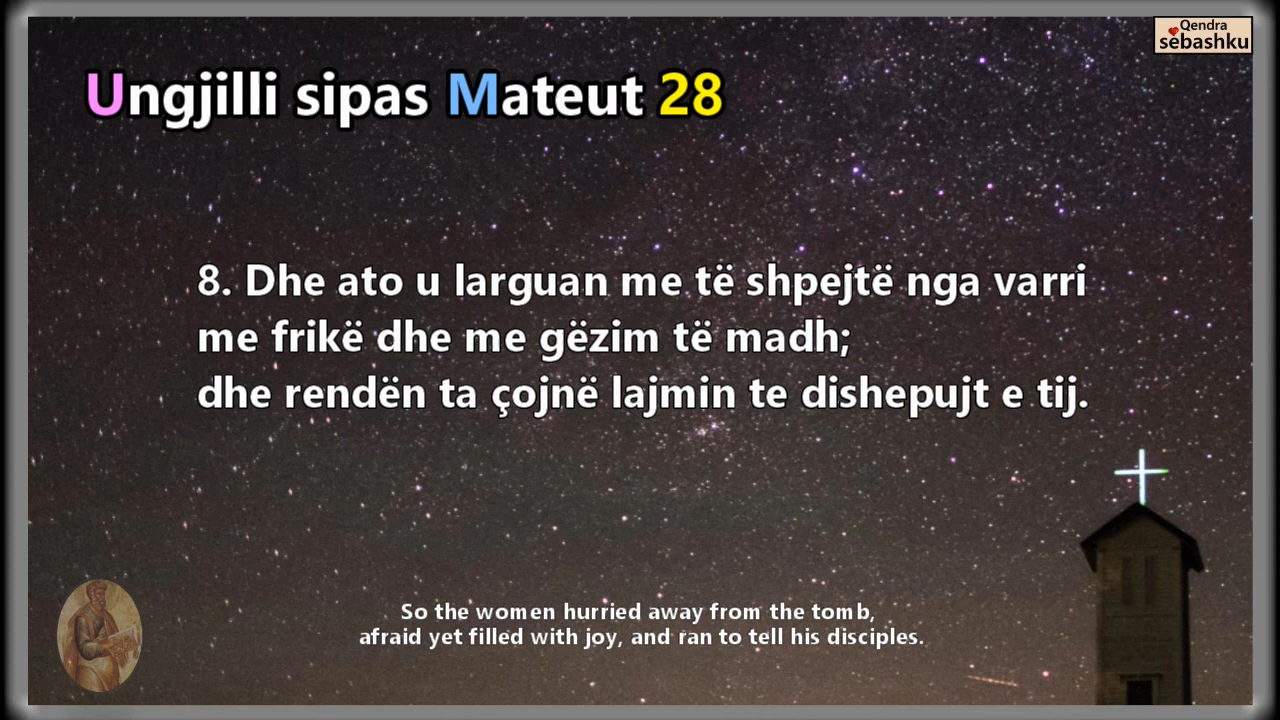 Qendra
sebashku
Ungjilli sipas Mateut 28
8. Dhe ato u larguan me të shpejtë nga varri
me frikë dhe me gëzim të madh;
dhe rendën ta çojnë lajmin te dishepujt e tij.
So the women hurried away from the tomb,
afraid yet filled with joy, and ran to tell his disciples.